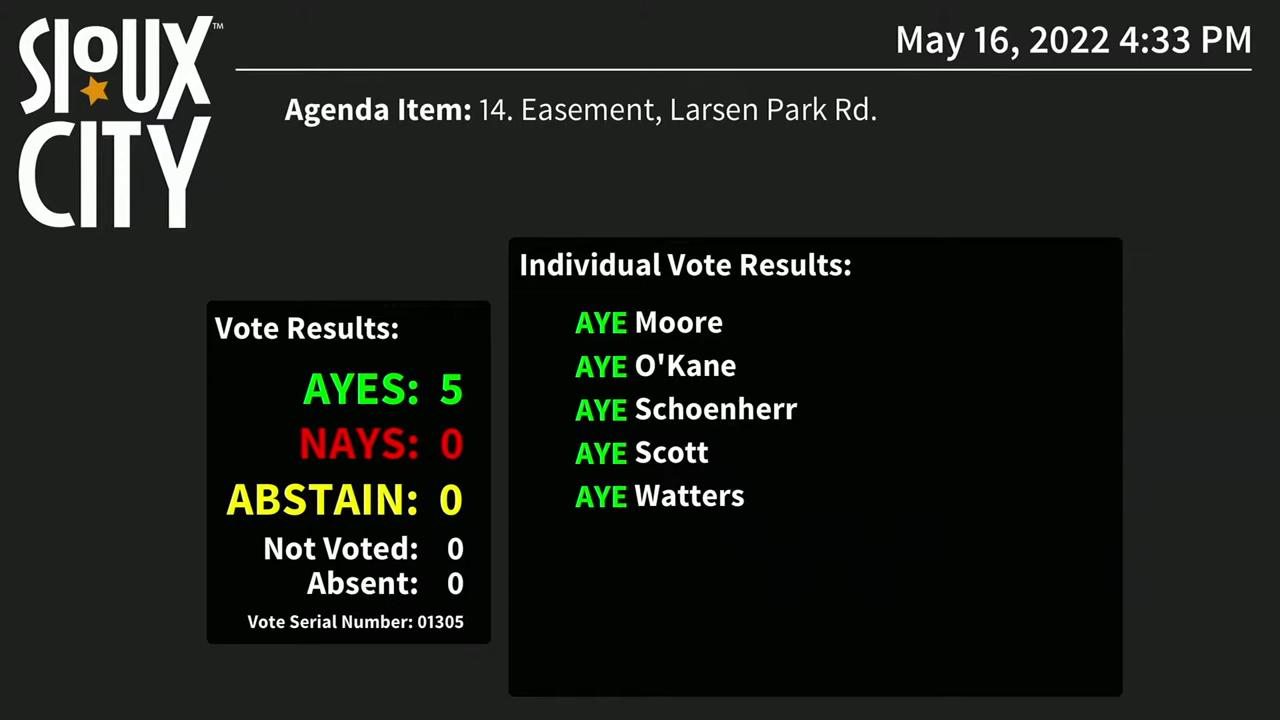 SIOUX™
CITY
May 16, 2022 4:33 PM
Agenda Item: 14. Easement, Larsen Park Rd.
Vote Results:
AYES: 5
NAYS: 0
ABSTAIN: 0
Not Voted: 0
Absent: 0
Vote Serial Number: 01305
Individual Vote Results:
AYE Moore
AYE O'Kane
AYE Schoenherr
AYE Scott
AYE Watters